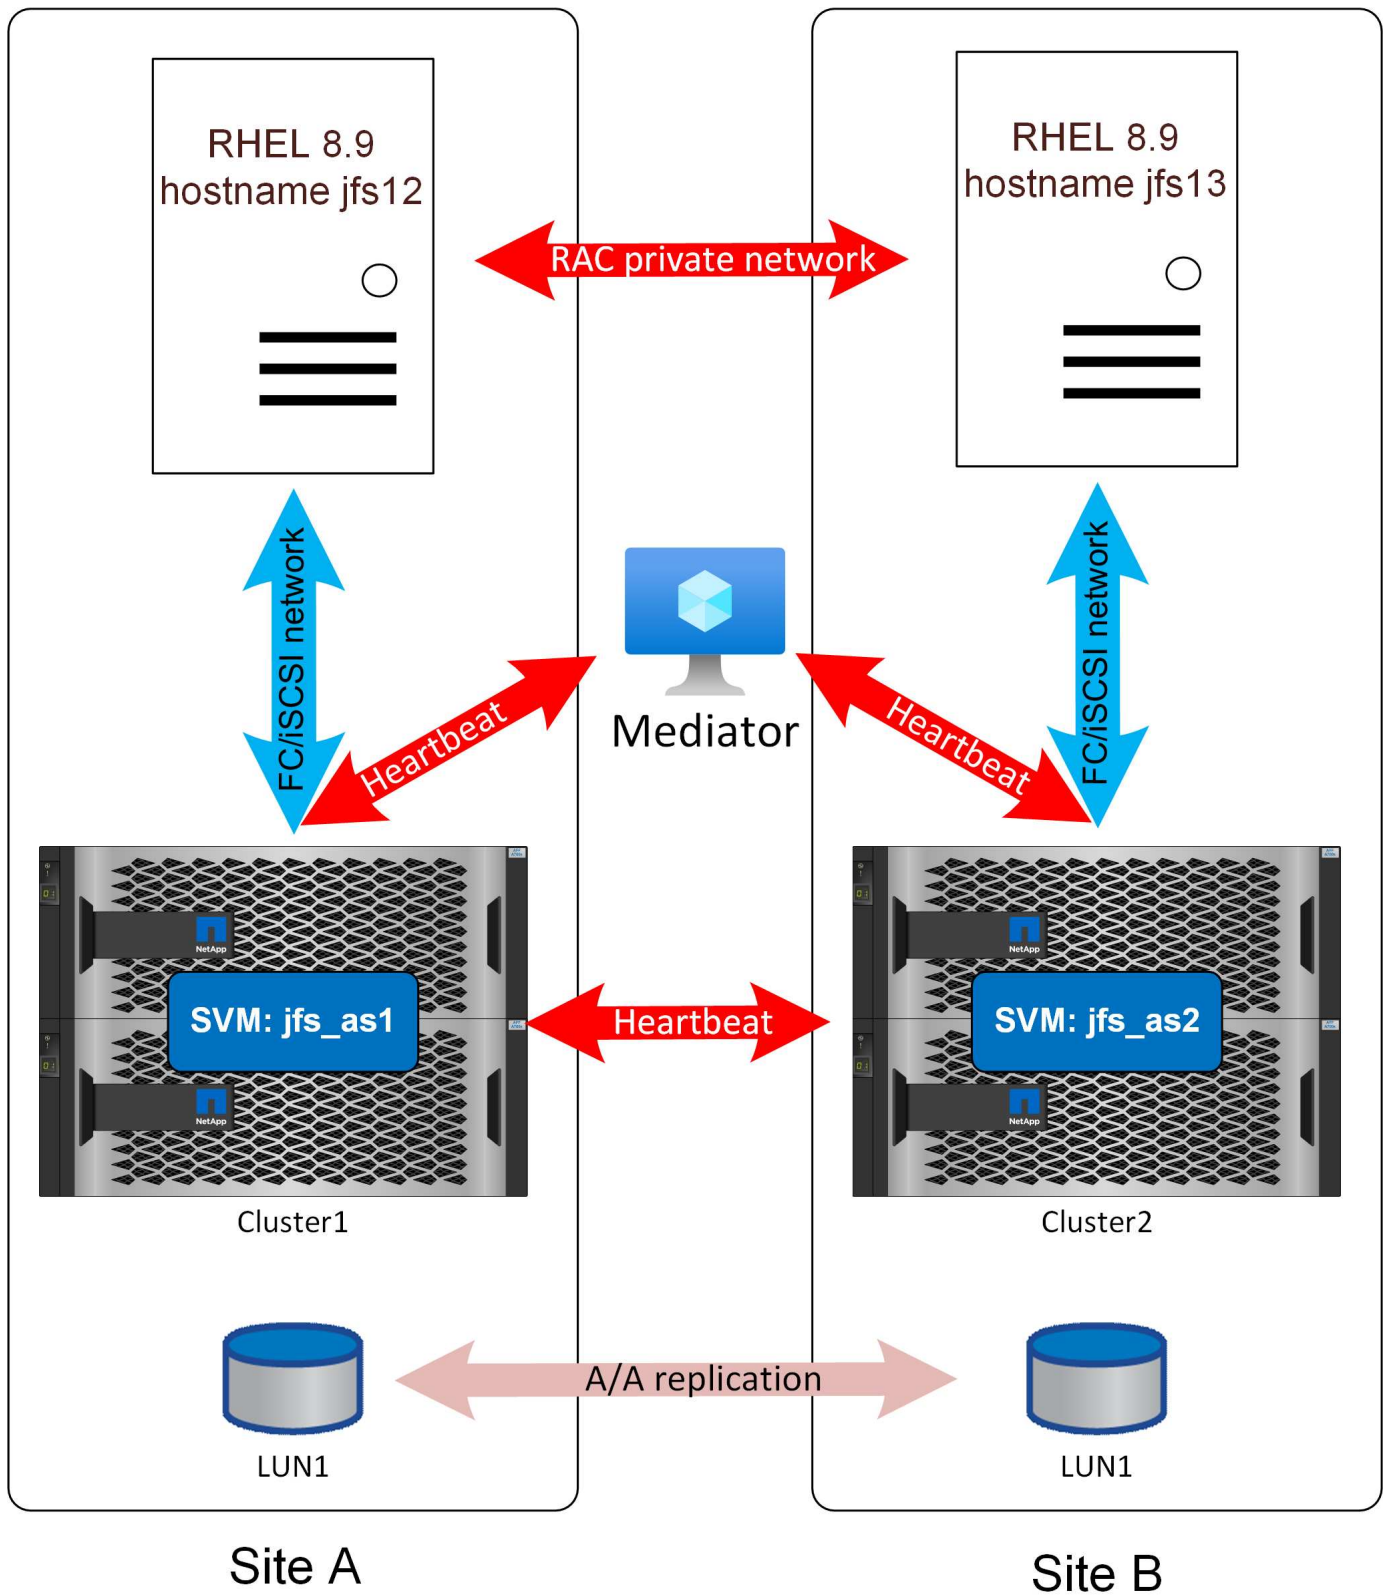 RHEL 8.9
hostname jfs12
RHEL 8.9
hostname jfs13
RAC private network
FC/iSCSI network
FC/iSCSI network
Mediator
Heartbeat
Heartbeat
NetApp
SVM: jfs_as1
NetApp
Cluster1
Heartbeat
NetApp
SVM: jfs_as2
NetApp
Cluster2
A/A replication
LUN1
LUN1
Site A
Site B